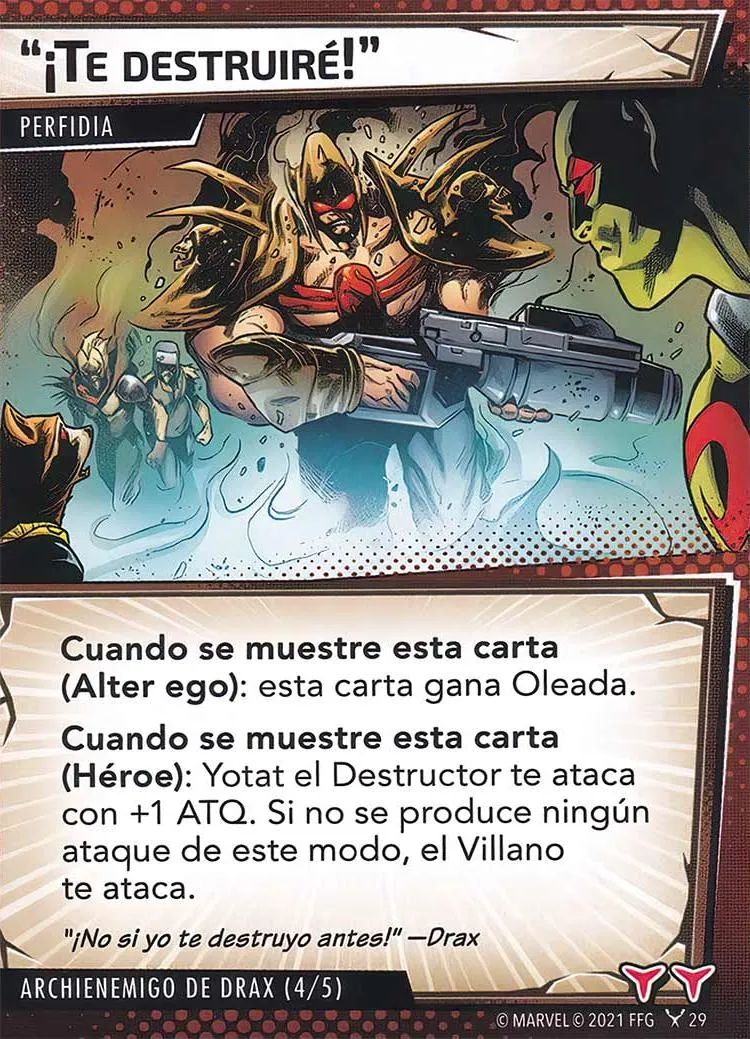 “¡TE DESTRUIRÉ!”
PERFIDIA
Cuando se muestre esta carta
(Alter ego): esta carta gana Oleada.
Cuando se muestre esta carta
(Héroe): Yotat el Destructor te ataca
con +1 ATQ. Si no se produce ningún
ataque de este modo, el Villano
te ataca.
"¡No si yo te destruyo antes!" —Drax
ARCHIENEMIGO DE DRAX (4/5)
© MARVEL © 2021 FFG 29